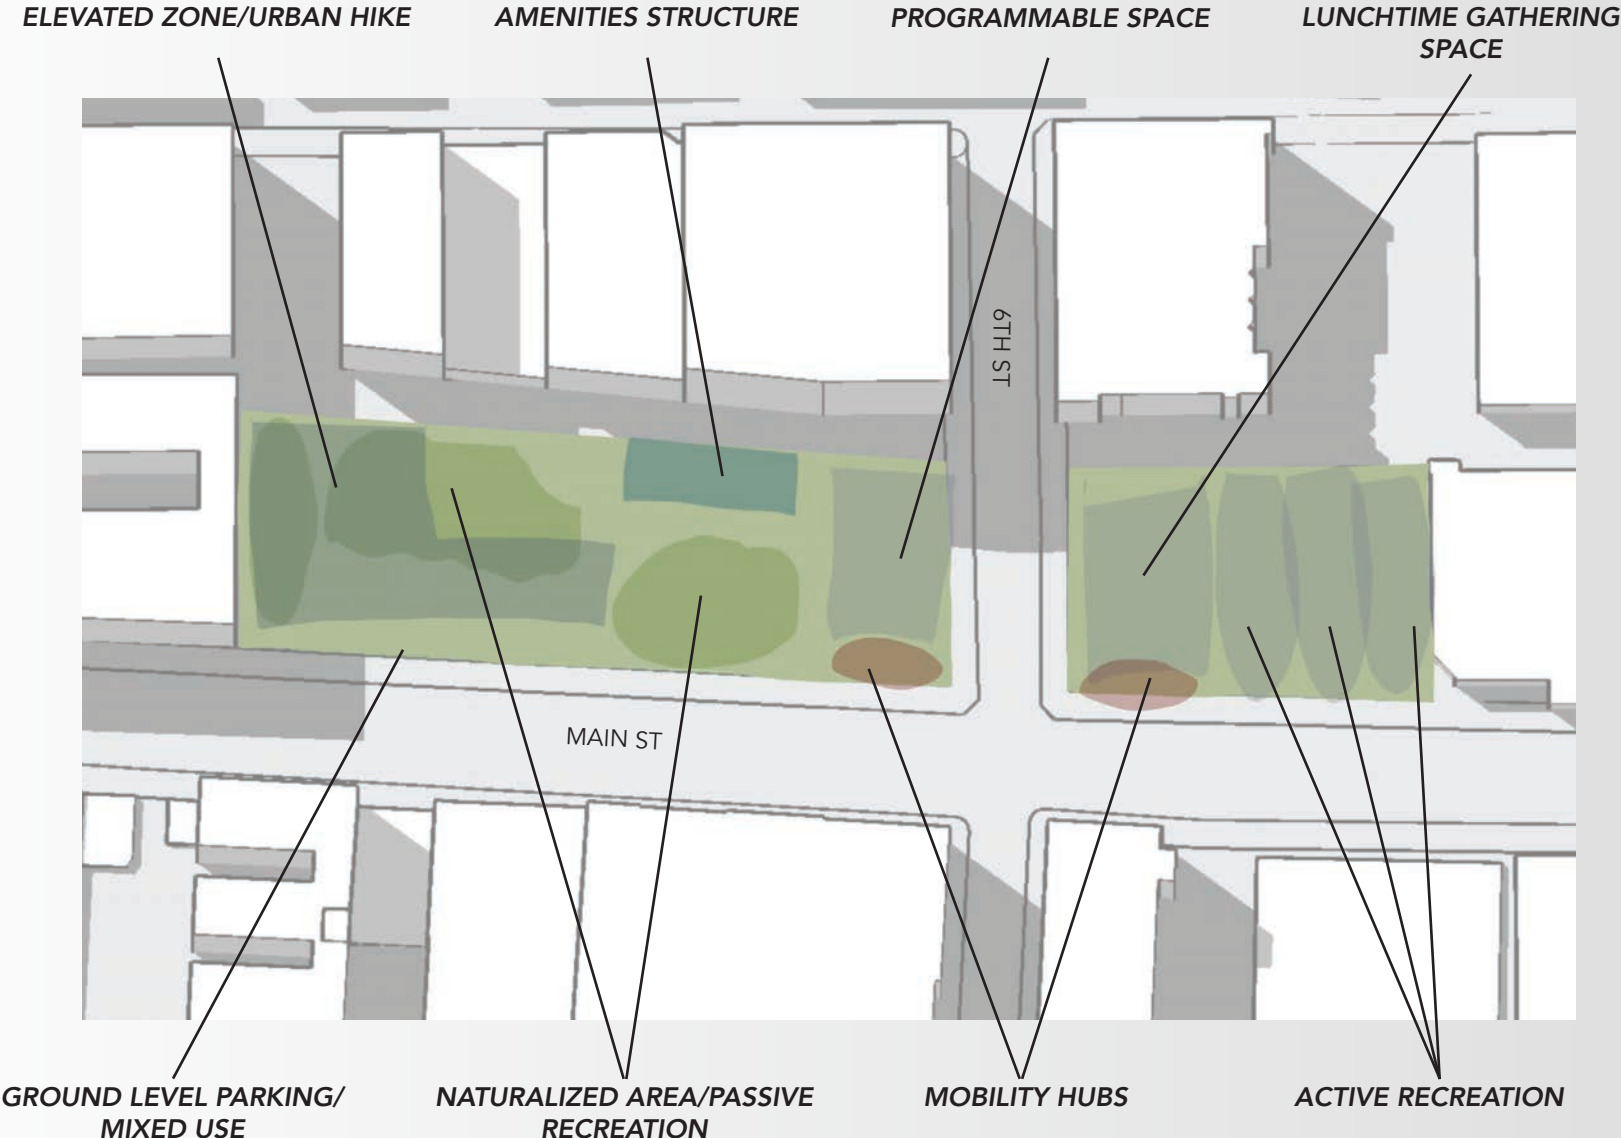 ELEVATED ZONE/URBAN HIKE
AMENITIES STRUCTURE
PROGRAMMABLE SPACE
LUNCHTIME GATHERING
SPACE
6TH ST
MAIN ST
GROUND LEVEL PARKING/
MIXED USE
NATURALIZED AREA/PASSIVE
RECREATION
MOBILITY HUBS
ACTIVE RECREATION